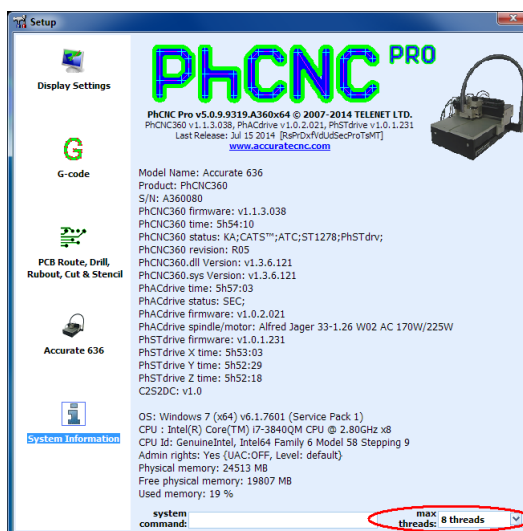 Setup
Display Settings
G
G-code
PCB Route, Drill,
Rubout, Cut & Stencil
Accurate 636
i
System Information
PhCNC PRO
PhCNC Pro v5.0.9.9319.A360x64 © 2007-2014 TELENET LTD.
PhCNC360 v1.1.3.038, PhACdrive v1.0.2.021, PhSTdrive v1.0.1.231
Last Release: Jul 15 2014 [RsPrDxfVdUdSecProTsMT]
www.accuratecnc.com
Model Name: Accurate 636
Product: PhCNC360
S/N: A360080
PhCNC360 firmware: v1.1.3.038
PhCNC360 time: 5h54:10
PhCNC360 status: KA;CATS™;ATC;ST1278;PhSTdrv;
PhCNC360 revision: R05
PhCNC360.dll Version: v1.3.6.121
PhCNC360.sys Version: v1.3.6.121
PhACdrive time: 5h57:03
PhACdrive status: SEC;
PhACdrive firmware: v1.0.2.021
PhACdrive spindle/motor: Alfred Jager 33-1.26 W02 AC 170W/225W
PhSTdrive firmware: v1.0.1.231
PhSTdrive X time: 5h53:03
PhSTdrive Y time: 5h52:29
PhSTdrive Z time: 5h52:18
C2S2DC: v1.0
OS: Windows 7 (x64) v6.1.7601 (Service Pack 1)
CPU : Intel(R) Core(TM) i7-3840QM CPU @ 2.80GHz x8
CPU Id: GenuineIntel, Intel64 Family 6 Model 58 Stepping 9
Admin rights: Yes {UAC:OFF, Level: default}
Physical memory: 24513 MB
Free physical memory: 19807 MB
Used memory: 19 %
system
command:
max
threads: 8 threads